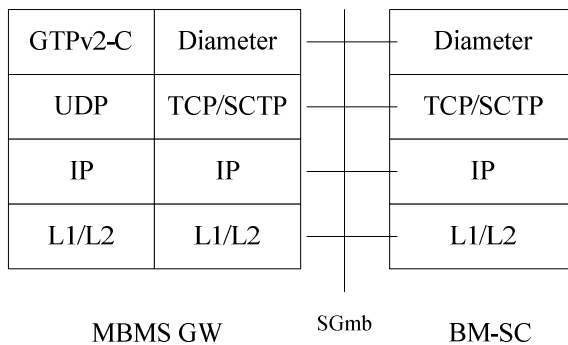 GTPv2-C Diameter Diameter
UDP TCP/SCTP TCP/SCTP
IP IP IP
L1/L2 L1/L2 L1/L2
MBMS GW SGmb BM-SC